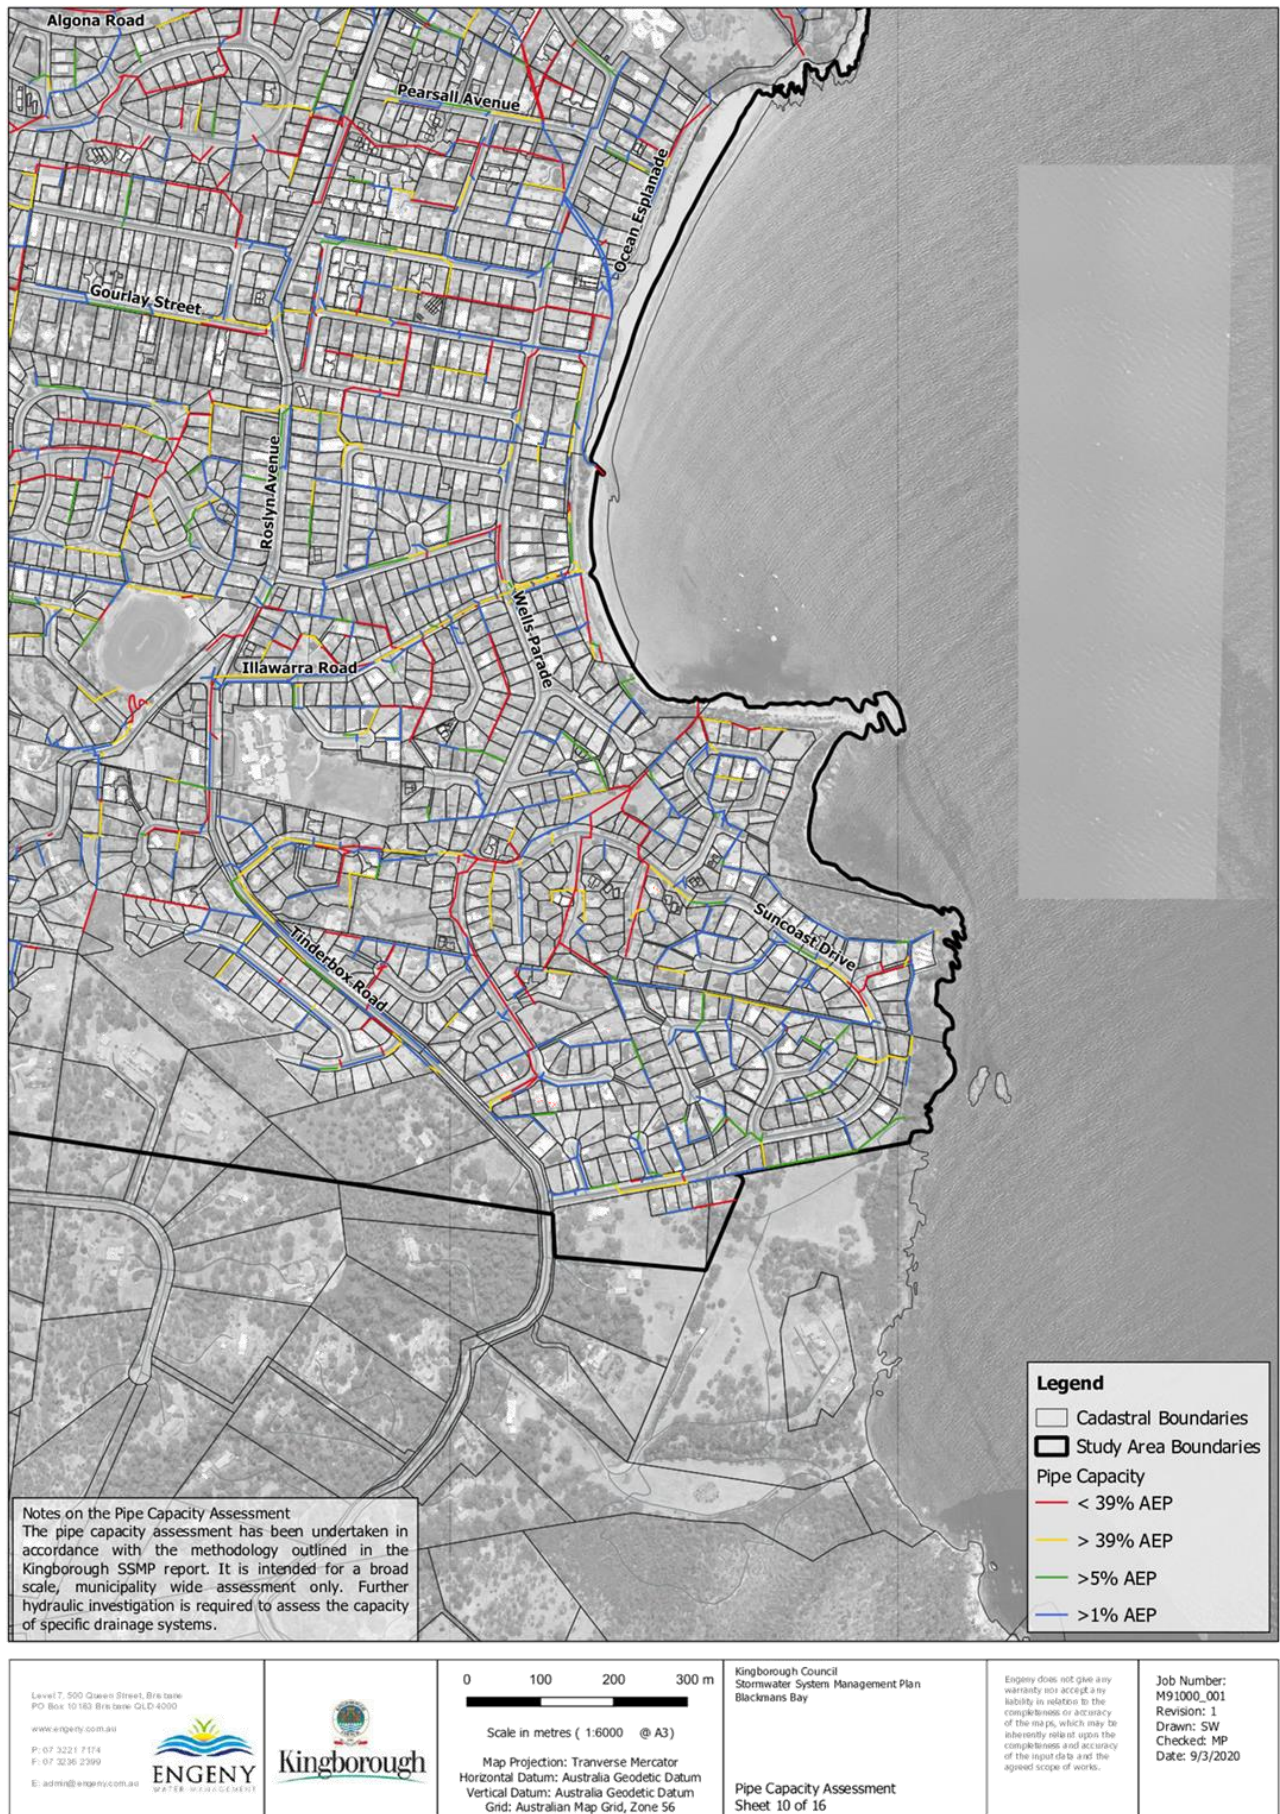 Algona Road
Pearsall Avenue
Ocean Esplanade
Gourlay Street
Roslyn Avenue
Wells Parade
Illawarra Road
Suncoast Drive
Tinderbox Road
Legend
Cadastral Boundaries
Study Area Boundaries
Pipe Capacity
< 39% AEP
> 39% AEP
>5% AEP
>1% AEP
Notes on the Pipe Capacity Assessment
The pipe capacity assessment has been undertaken in
accordance with the methodology outlined in the
Kingborough SSMP report. It is intended for a broad
scale, municipality wide assessment only. Further
hydraulic investigation is required to assess the capacity
of specific drainage systems.
Level 7, 500 Queen Street, Brisbane
PO Box 10183 Brisbane QLD 4000
www.engeny.com.au
P: 07 3221 7174
F: 07 3236 2399
E: admin@engeny.com.au
ENGENY
WATER MANAGEMENT
Kingborough
0 100 200 300 m
Scale in metres ( 1:6000 @ A3)
Map Projection: Tranverse Mercator
Horizontal Datum: Australia Geodetic Datum
Vertical Datum: Australia Geodetic Datum
Grid: Australian Map Grid, Zone 56
Kingborough Council
Stormwater System Management Plan
Blackmans Bay
Pipe Capacity Assessment
Sheet 10 of 16
Engeny does not give any
warranty nor accept any
liability in relation to the
completeness or accuracy
of the maps, which may be
inherently reliant upon the
completeness and accuracy
of the input data and the
agreed scope of works.
Job Number:
M91000_001
Revision: 1
Drawn: SW
Checked: MP
Date: 9/3/2020